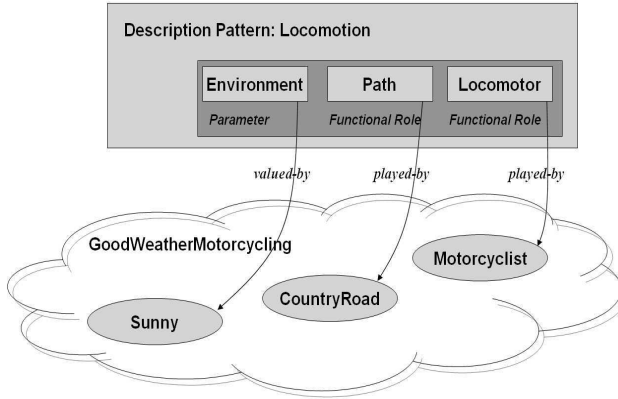 Description Pattern: Locomotion
Environment Path Locomotor
Parameter Functional Role Functional Role
valued-by played-by played-by
GoodWeatherMotorcycling
Motorcyclist
CountryRoad
Sunny